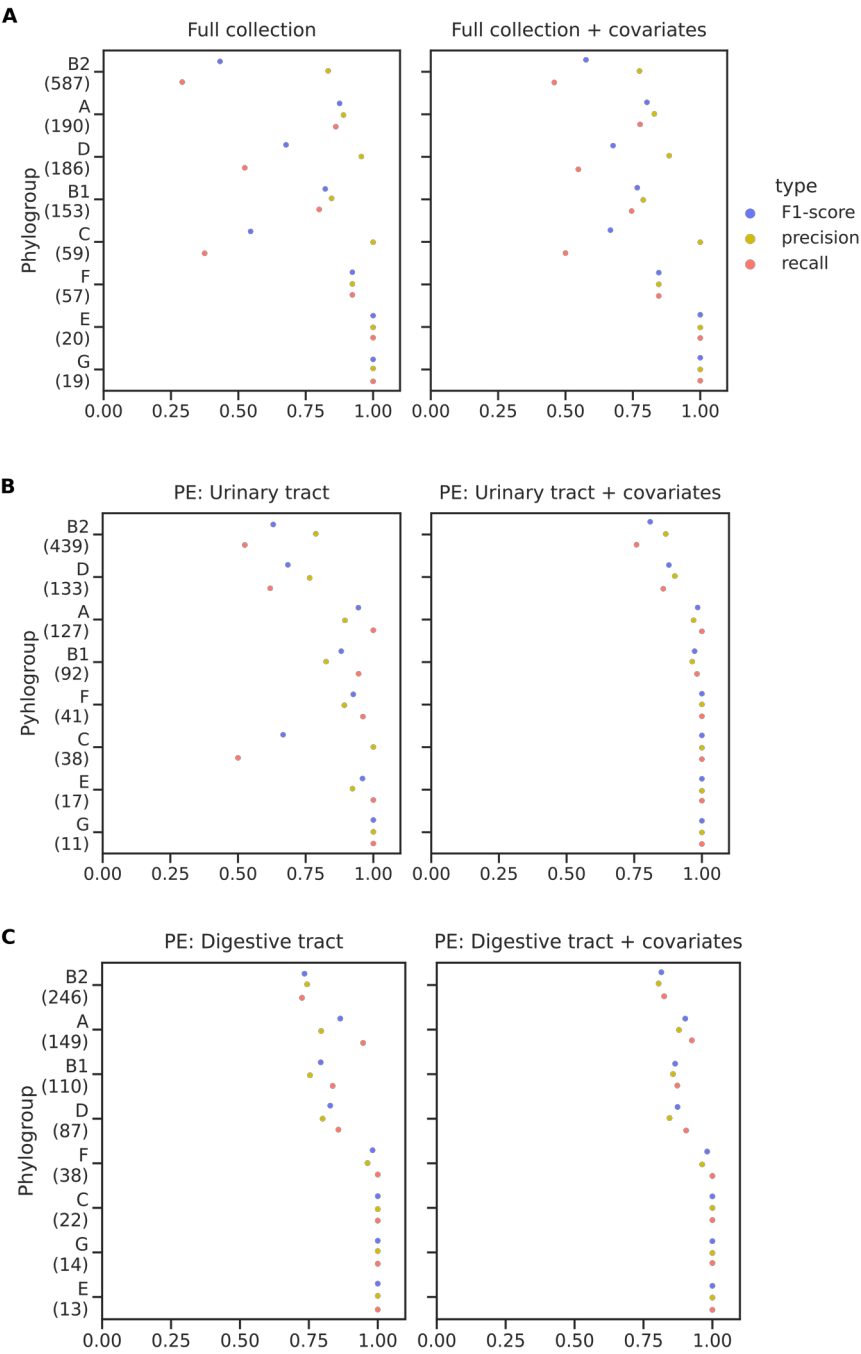 A
Full collection
Full collection + covariates
Phylogroup
B2
(587)
A
(190)
D
(186)
B1
(153)
C
(59)
F
(57)
E
(20)
G
(19)
0.00 0.25 0.50 0.75 1.00
0.00 0.25 0.50 0.75 1.00
type
F1-score
precision
recall
B
PE: Urinary tract
PE: Urinary tract + covariates
Pyhlogroup
B2
(439)
D
(133)
A
(127)
B1
(92)
F
(41)
C
(38)
E
(17)
G
(11)
0.00 0.25 0.50 0.75 1.00
0.00 0.25 0.50 0.75 1.00
C
PE: Digestive tract
PE: Digestive tract + covariates
Phylogroup
B2
(246)
A
(149)
B1
(110)
D
(87)
F
(38)
C
(22)
G
(14)
E
(13)
0.00 0.25 0.50 0.75 1.00
0.00 0.25 0.50 0.75 1.00